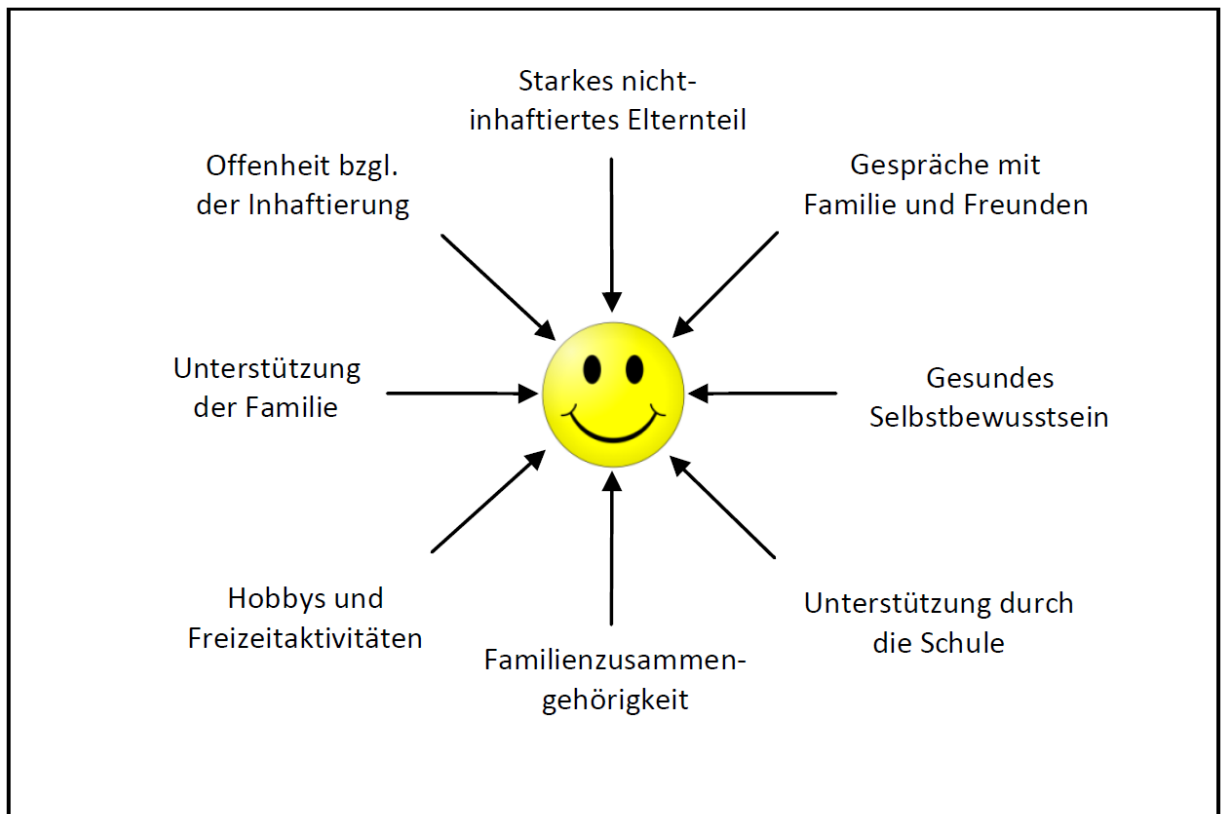 Starkes nicht-
inhaftiertes Elternteil
Offenheit bzgl.
der Inhaftierung
Gespräche mit
Familie und Freunden
Unterstützung
der Familie
Gesundes
Selbstbewusstsein
Hobbys und
Freizeitaktivitäten
Unterstützung durch
die Schule
Familienzusammen-
gehörigkeit